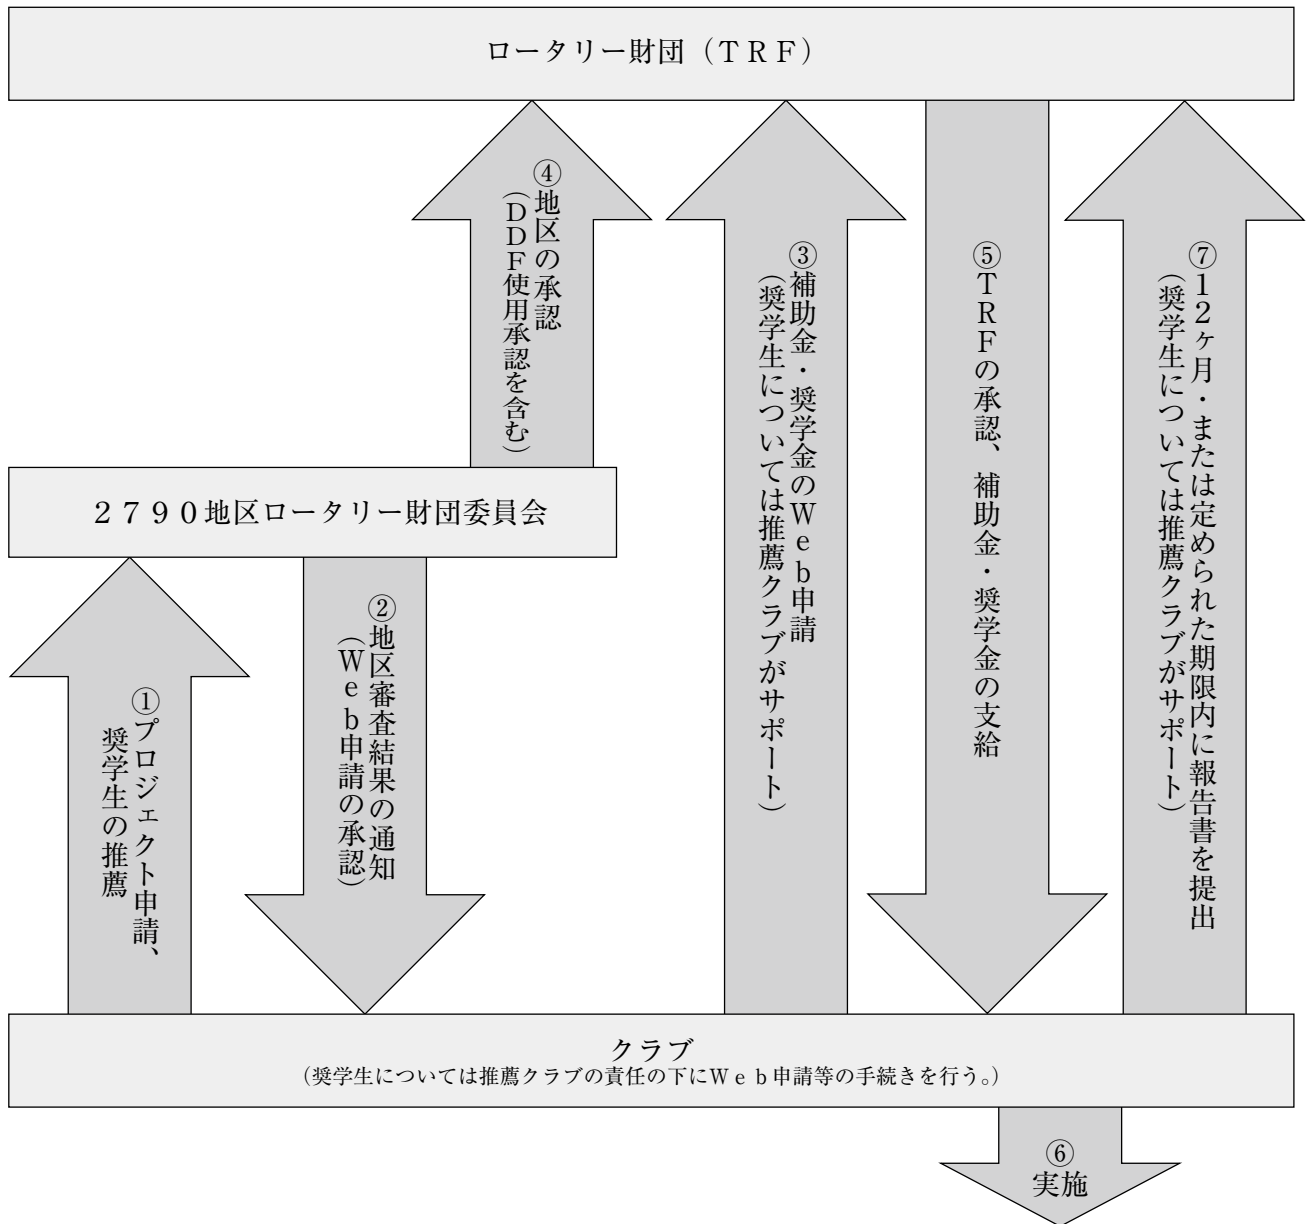 ロータリー財団（ＴＲＦ）
④地区の承認
（ＤＤＦ使用承認を含む）
③補助金・奨学金のＷｅｂ申請
（奨学生については推薦クラブがサポート）
⑤ＴＲＦの承認、補助金・奨学金の支給
⑦１２ヶ月・または定められた期限内に報告書を提出
（奨学生については推薦クラブがサポート）
２７９０地区ロータリー財団委員会
①プロジェクト申請、
奨学生の推薦
②地区審査結果の通知
（Ｗｅｂ申請の承認）
クラブ
（奨学生については推薦クラブの責任の下にＷｅｂ申請等の手続きを行う。）
⑥
実施